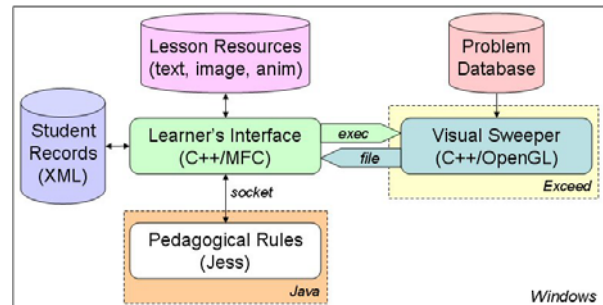 Lesson Resources
(text, image, anim)
Problem
Database
Student
Records
(XML)
Learner's Interface
(C++/MFC)
exec
file
Visual Sweeper
(C++/OpenGL)
Exceed
socket
Pedagogical Rules
(Jess)
Java
Windows